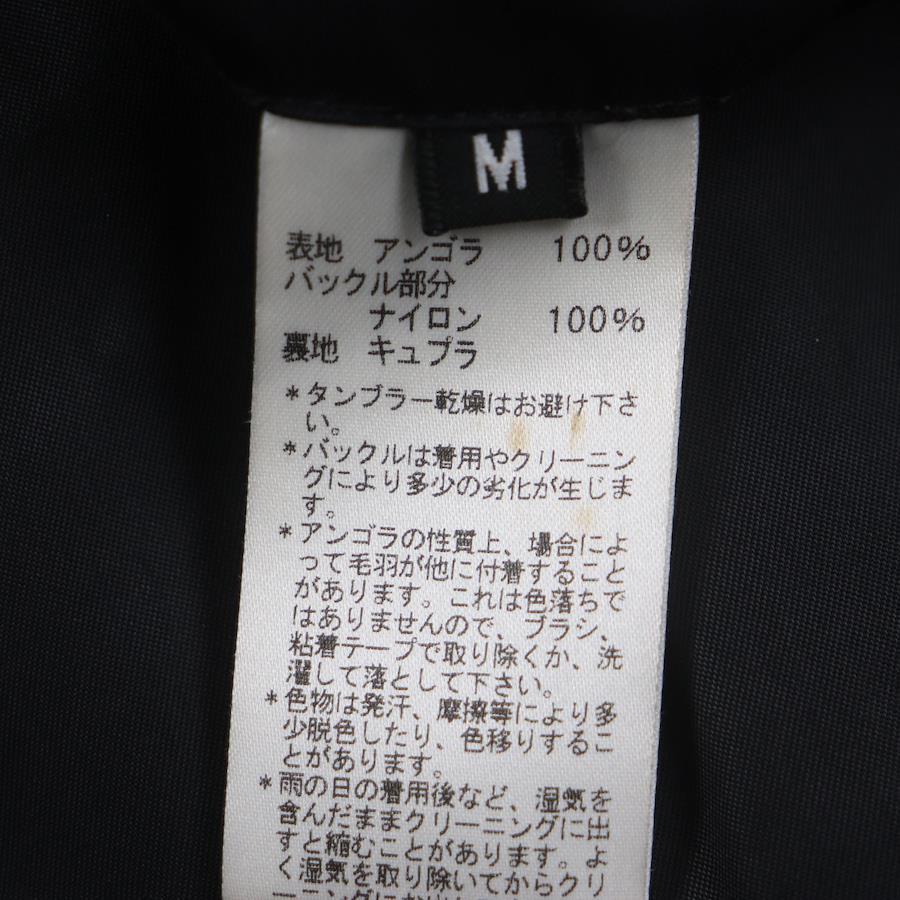 M
表地 アンゴラ 100%
バックル部分
ナイロン 100%
裏地 キュプラ
*タンブラー乾燥はお避け下さ
い。
*バックルは着用やクリーニン
グにより多少の劣化が生じま
す。
*アンゴラの性質上、場合によ
って毛羽が他に付着すること
があります。これは色落ちで
はありませんので、ブラシ、
粘着テープで取り除くか、洗
濯して落として下さい。
*色物は発汗、摩擦等により多
少脱色したり、色移りするこ
とがあります。
*雨の日の着用後など、湿気を
含んだままクリーニングに出
すと縮むことがあります。よ
く湿気を取り除いてからクリ
ーニングにお